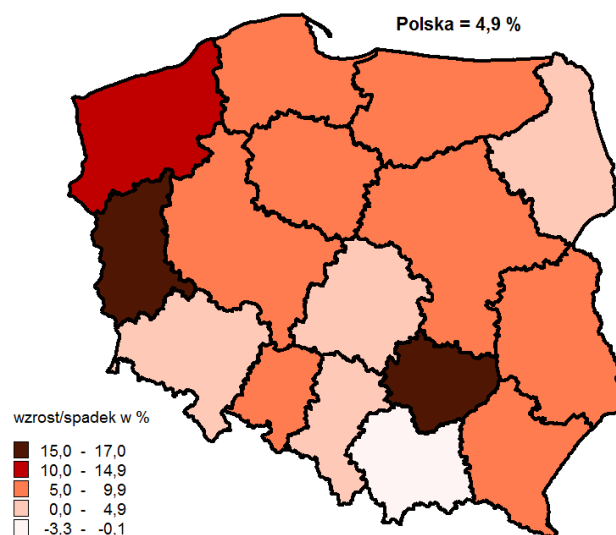 Polska = 4,9 %
wzrost/spadek w %
15,0 - 17,0
10,0 - 14,9
5,0 - 9,9
0,0 - 4,9
-3,3 - -0,1